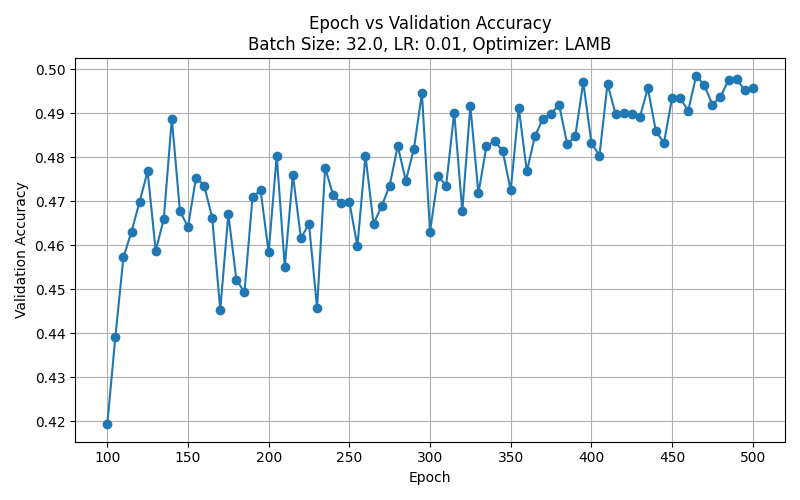 Epoch vs Validation Accuracy
Batch Size: 32.0, LR: 0.01, Optimizer: LAMB
0.50
0.49
0.48
0.47
0.46
0.45
0.44
0.43
0.42
Validation Accuracy
100 150 200 250 300 350 400 450 500
Epoch